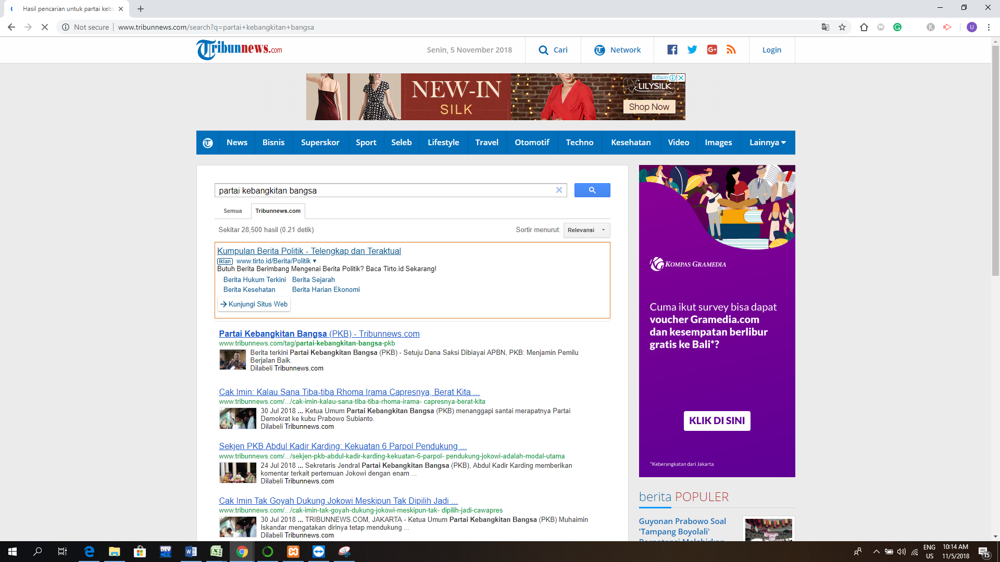 Hasil pencarian untuk partai keba
Not secure
www.tribunnews.com/search?q=partai+kebangkitan+bangsa
K
U
Tribunnews.com
Senin, 5 November 2018
Cari
Network
Login
NEW-IN
SILK
Affinity
LILYSILK
Shop Now
News
Bisnis
Superskor
Sport
Seleb
Lifestyle
Travel
Otomotif
Techno
Kesehatan
Video
Images
Lainnya
partai kebangkitan bangsa
Semua
Tribunnews.com
Sekitar 28,500 hasil (0.21 detik)
Sortir menurut:
Relevansi
Kumpulan Berita Politik - Telengkap dan Teraktual
Iklan www.tirto.id/Berita/Politik
Butuh Berita Berimbang Mengenai Berita Politik? Baca Tirto.id Sekarang!
Berita Hukum Terkini Berita Sejarah
Berita Kesehatan Berita Harian Ekonomi
Kunjungi Situs Web
Partai Kebangkitan Bangsa (PKB) - Tribunnews.com
www.tribunnews.com/tag/partai-kebangkitan-bangsa-pkb
Berita terkini Partai Kebangkitan Bangsa (PKB) - Setuju Dana Saksi Dibiayai APBN, PKB: Menjamin Pemilu
Berjalan Baik.
Dilabeli Tribunnews.com
Cak Imin: Kalau Sana Tiba-tiba Rhoma Irama Capresnya, Berat Kita ...
www.tribunnews.com/.../cak-imin-kalau-sana-tiba-tiba-rhoma-irama- capresnya-berat-kita
30 Jul 2018 ... Ketua Umum Partai Kebangkitan Bangsa (PKB) menanggapi santai merapatnya Partai
Demokrat ke kubu Prabowo Subianto.
Dilabeli Tribunnews.com
Sekjen PKB Abdul Kadir Karding: Kekuatan 6 Parpol Pendukung ...
www.tribunnews.com/.../sekjen-pkb-abdul-kadir-karding-kekuatan-6-parpol- pendukung-jokowi-adalah-modal-utama
24 Jul 2018 ... Sekretaris Jendral Partai Kebangkitan Bangsa (PKB), Abdul Kadir Karding memberikan
komentar terkait pertemuan Jokowi dengan enam ...
Dilabeli Tribunnews.com
Cak Imin Tak Goyah Dukung Jokowi Meskipun Tak Dipilih Jadi ...
www.tribunnews.com/.../cak-imin-tak-goyah-dukung-jokowi-meskipun-tak- dipilih-jadi-cawapres
30 Jul 2018 ... TRIBUNNEWS.COM, JAKARTA - Ketua Umum Partai Kebangkitan Bangsa (PKB) Muhaimin
Iskandar mengatakan dirinya tetap mendukung ...
Dilabeli Tribunnews.com
KOMPAS GRAMEDIA
Cuma ikut survey bisa dapat
voucher Gramedia.com
dan kesempatan berlibur
gratis ke Bali*?
KLIK DI SINI
*Keberangkatan dari Jakarta
berita POPULER
Guyonan Prabowo Soal
'Tampang Boyolali'
DEV
ENG
US
10:14 AM
11/5/2018
15